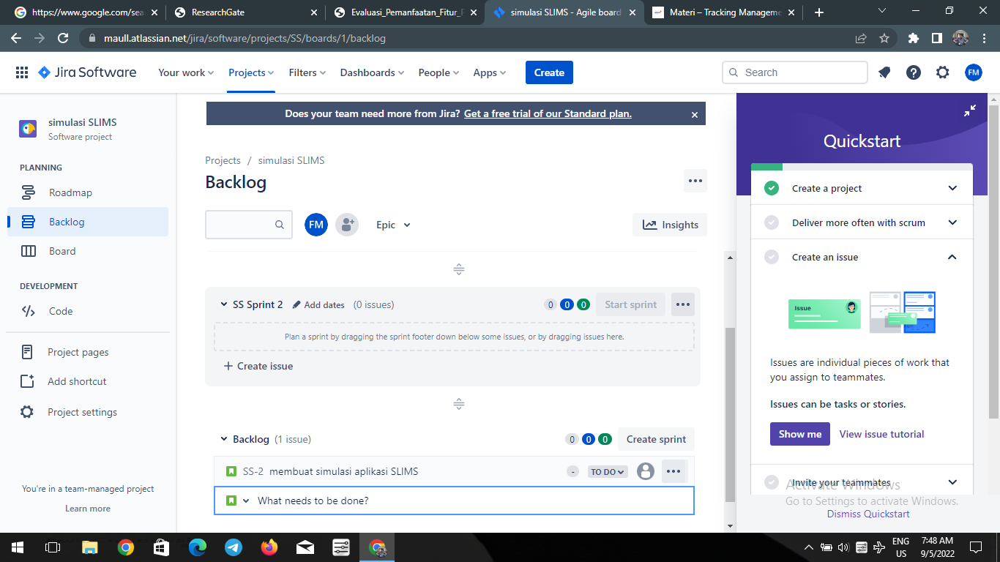 https://www.google.com/sea
ResearchGate
Evaluasi_Pemanfaatan_Fitur_
simulasi SLIMS - Agile board
Materi – Tracking Manageme
maull.atlassian.net/jira/software/projects/SS/boards/1/backlog
Jira Software
Your work
Projects
Filters
Dashboards
People
Apps
Create
Search
FM
simulasi SLIMS
Software project
PLANNING
Roadmap
Backlog
Board
DEVELOPMENT
Code
Project pages
Add shortcut
Project settings
You're in a team-managed project
Learn more
Does your team need more from Jira? Get a free trial of our Standard plan.
Projects / simulasi SLIMS
Backlog
FM
Epic
Insights
SS Sprint 2 Add dates (0 issues)
0 0 0
Start sprint
Plan a sprint by dragging the sprint footer down below some issues, or by dragging issues here.
+ Create issue
Backlog (1 issue)
0 0 0
Create sprint
SS-2 membuat simulasi aplikasi SLIMS
-
TO DO
What needs to be done?
Quickstart
Create a project
Deliver more often with scrum
Create an issue
Issue
Issues are individual pieces of work that
you assign to teammates.
Issues can be tasks or stories.
Show me
View issue tutorial
Invite your teammates
Activate Windows
Go to Settings to activate Windows.
Dismiss Quickstart
ENG
US
7:48 AM
9/5/2022